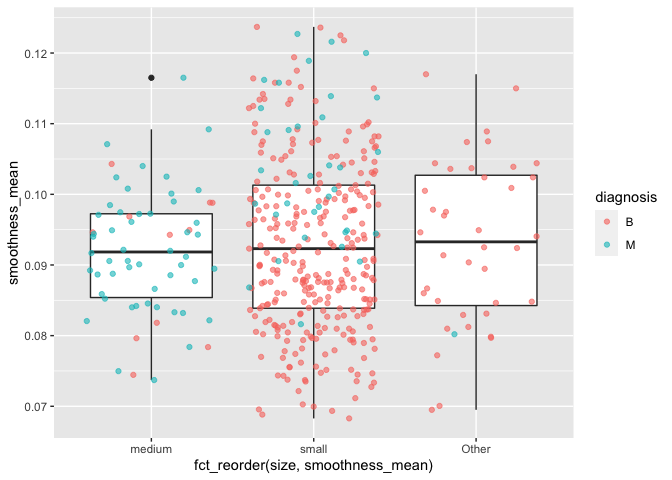 0.12
0.11
0.10
0.09
0.08
0.07
smoothness_mean
medium small Other
fct_reorder(size, smoothness_mean)
diagnosis
B
M